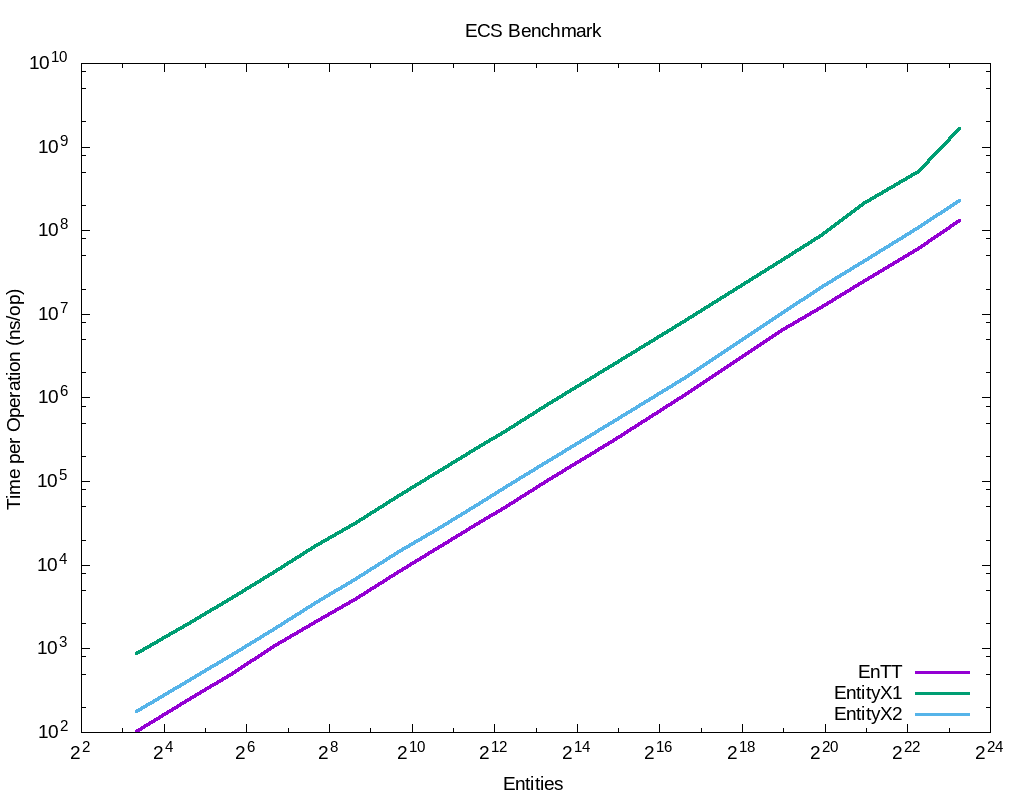 ECS Benchmark
Time per Operation (ns/op)
10^10
10^9
10^8
10^7
10^6
10^5
10^4
10^3
10^2
EnTT
EntityX1
EntityX2
2^2 2^4 2^6 2^8 2^10 2^12 2^14 2^16 2^18 2^20 2^22 2^24
Entities